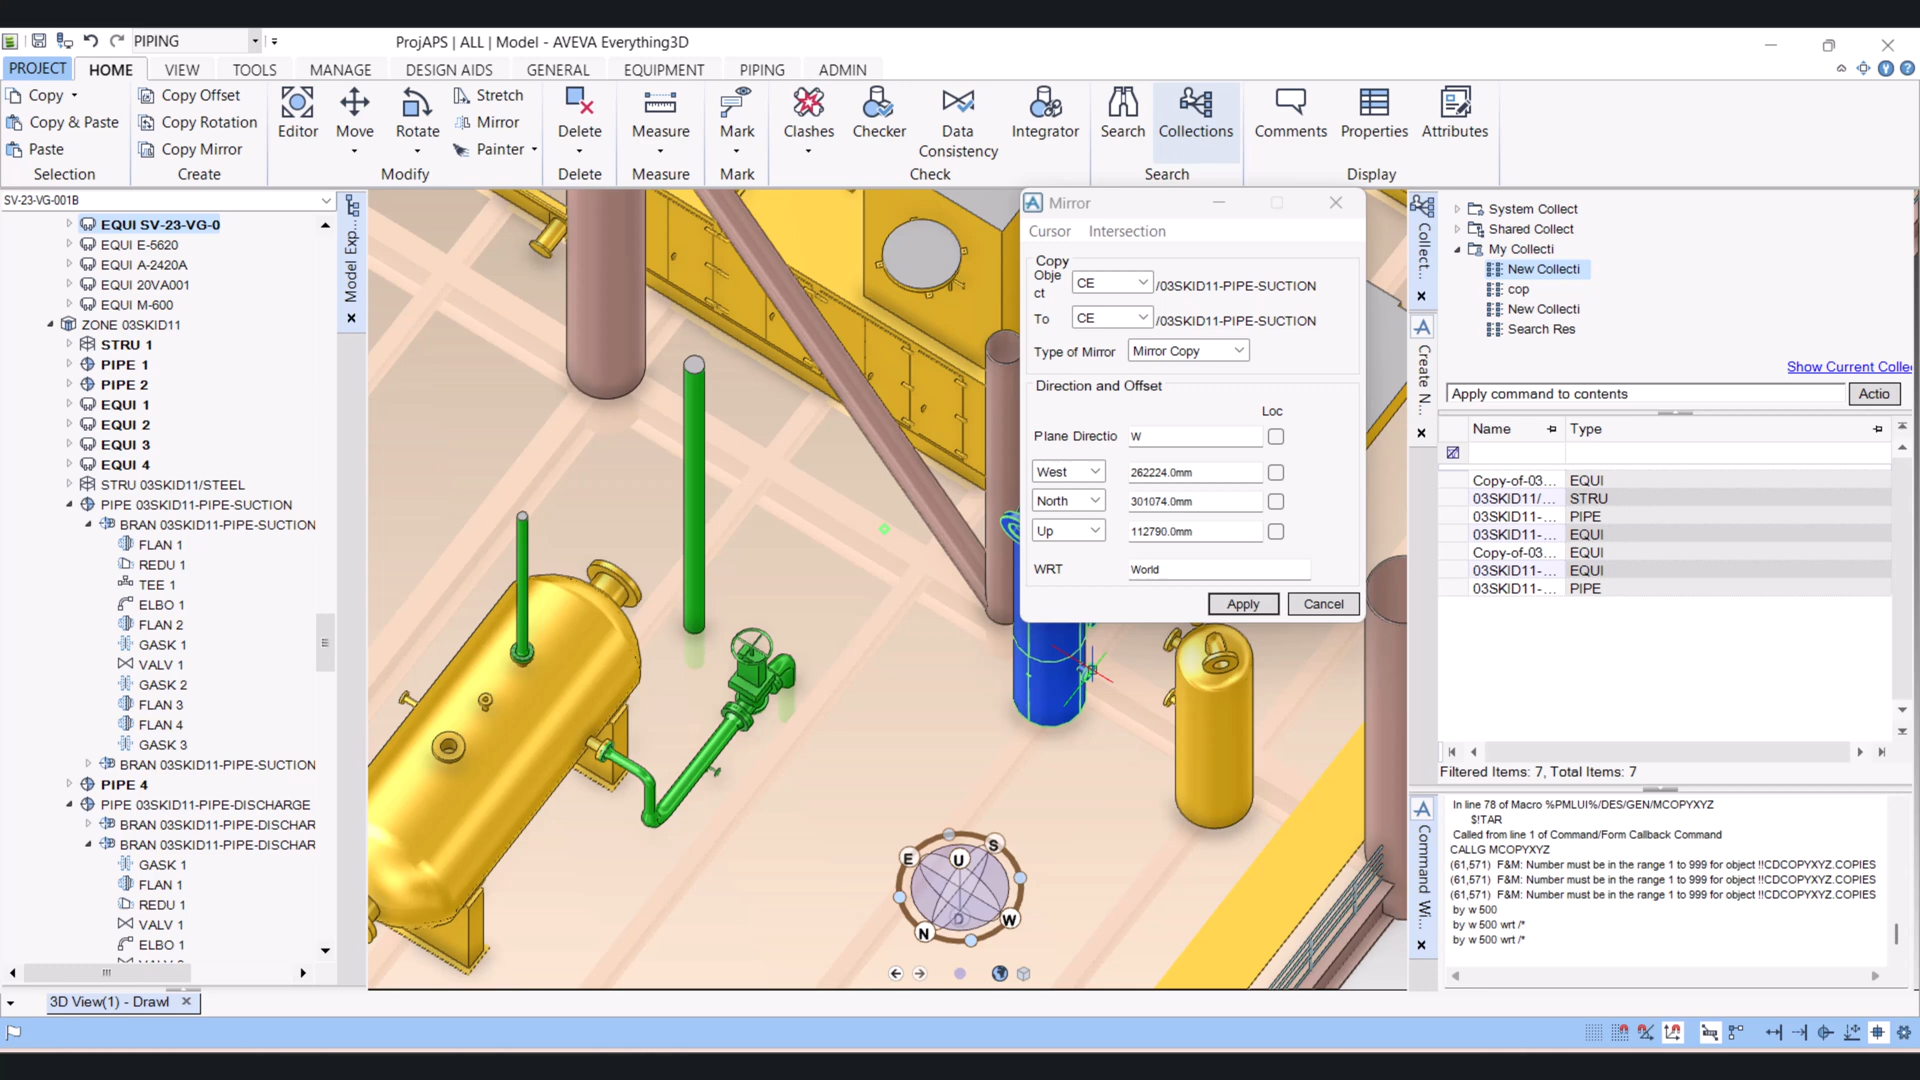 PIPING
ProjAPS | ALL | Model - AVEVA Everything3D
PROJECT HOME VIEW TOOLS MANAGE DESIGN AIDS GENERAL EQUIPMENT PIPING ADMIN
Copy
Copy & Paste
Paste
Selection
Copy Offset
Copy Rotation
Copy Mirror
Create
Editor
Move
Rotate
Stretch
Mirror
Painter
Modify
Delete
Delete
Measure
Measure
Mark
Mark
Clashes
Checker
Data
Consistency
Integrator
Check
Search
Collections
Search
Comments
Properties
Attributes
Display
SV-23-VG-001B
EQUI SV-23-VG-0
EQUI E-5620
EQUI A-2420A
EQUI 20VA001
EQUI M-600
ZONE 03SKID11
STRU 1
PIPE 1
PIPE 2
EQUI 1
EQUI 2
EQUI 3
EQUI 4
STRU 03SKID11/STEEL
PIPE 03SKID11-PIPE-SUCTION
BRAN 03SKID11-PIPE-SUCTION
FLAN 1
REDU 1
TEE 1
ELBO 1
FLAN 2
GASK 1
VALV 1
GASK 2
FLAN 3
FLAN 4
GASK 3
BRAN 03SKID11-PIPE-SUCTION
PIPE 4
PIPE 03SKID11-PIPE-DISCHARGE
BRAN 03SKID11-PIPE-DISCHAR
BRAN 03SKID11-PIPE-DISCHAR
GASK 1
FLAN 1
REDU 1
VALV 1
ELBO 1
Model Exp...
Mirror
Cursor Intersection
Copy
Obje
ct
CE
/03SKID11-PIPE-SUCTION
To
CE
/03SKID11-PIPE-SUCTION
Type of Mirror
Mirror Copy
Direction and Offset
Loc
Plane Directio
W
West
262224.0mm
North
301074.0mm
Up
112790.0mm
WRT
World
Apply
Cancel
E
U
S
D
N
W
Collect...
Create N...
System Collect
Shared Collect
My Collecti
New Collecti
cop
New Collecti
Search Res
Show Current Colle
Apply command to contents
Actio
Name Type
Copy-of-03... EQUI
03SKID11/... STRU
03SKID11-... PIPE
03SKID11-... EQUI
Copy-of-03... EQUI
03SKID11-... EQUI
03SKID11-... PIPE
Filtered Items: 7, Total Items: 7
Command Wi...
In line 78 of Macro %PMLUI%/DES/GEN/MCOPYXYZ
$!TAR
Called from line 1 of Command/Form Callback Command
CALLG MCOPYXYZ
(61,571) F&M: Number must be in the range 1 to 999 for object !!CDCOPYXYZ.COPIES
(61,571) F&M: Number must be in the range 1 to 999 for object !!CDCOPYXYZ.COPIES
(61,571) F&M: Number must be in the range 1 to 999 for object !!CDCOPYXYZ.COPIES
by w 500
by w 500 wrt /*
by w 500 wrt /*
3D View(1) - Drawl